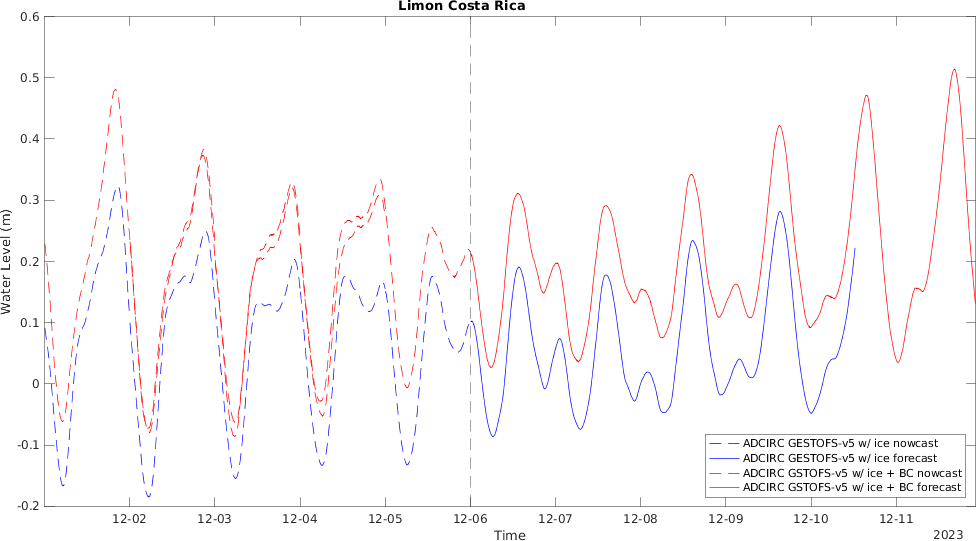 Limon Costa Rica
0.6
0.5
0.4
0.3
0.2
0.1
0
-0.1
-0.2
Water Level (m)
ADCIRC GESTOFS-v5 w/ ice nowcast
ADCIRC GESTOFS-v5 w/ ice forecast
ADCIRC GSTOFS-v5 w/ ice + BC nowcast
ADCIRC GSTOFS-v5 w/ ice + BC forecast
12-02 12-03 12-04 12-05 12-06 12-07 12-08 12-09 12-10 12-11
Time
2023